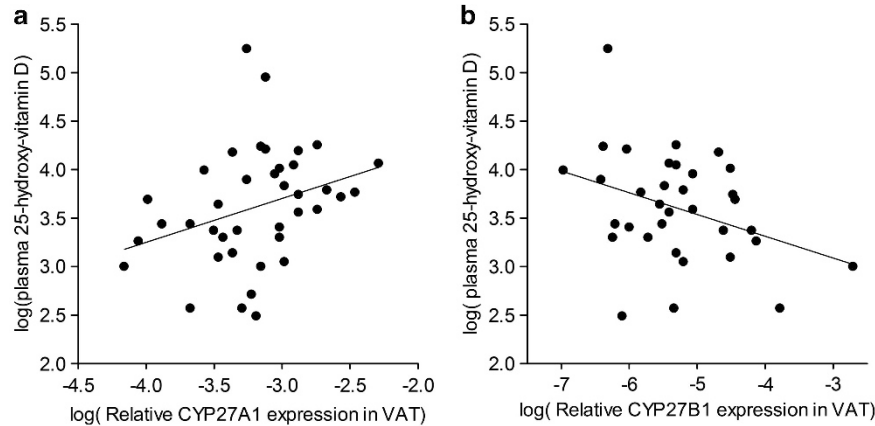 a
log(plasma 25-hydroxy-vitamin D)
5.5
5.0
4.5
4.0
3.5
3.0
2.5
2.0
-4.5 -4.0 -3.5 -3.0 -2.5 -2.0
log( Relative CYP27A1 expression in VAT)
b
log( plasma 25-hydroxy-vitamin D)
5.5
5.0
4.5
4.0
3.5
3.0
2.5
2.0
-7 -6 -5 -4 -3
log( Relative CYP27B1 expression in VAT)